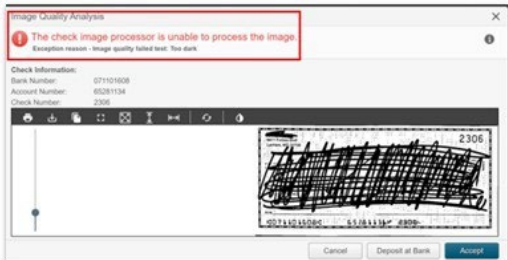 Image Quality Analysis
The check image processor is unable to process the image.
Exception reason - Image quality failed test: Too dark
Check Information:
Bank Number: 071101608
Account Number: 65281134
Check Number: 2306
2306
Cancel Deposit at Bank Accept